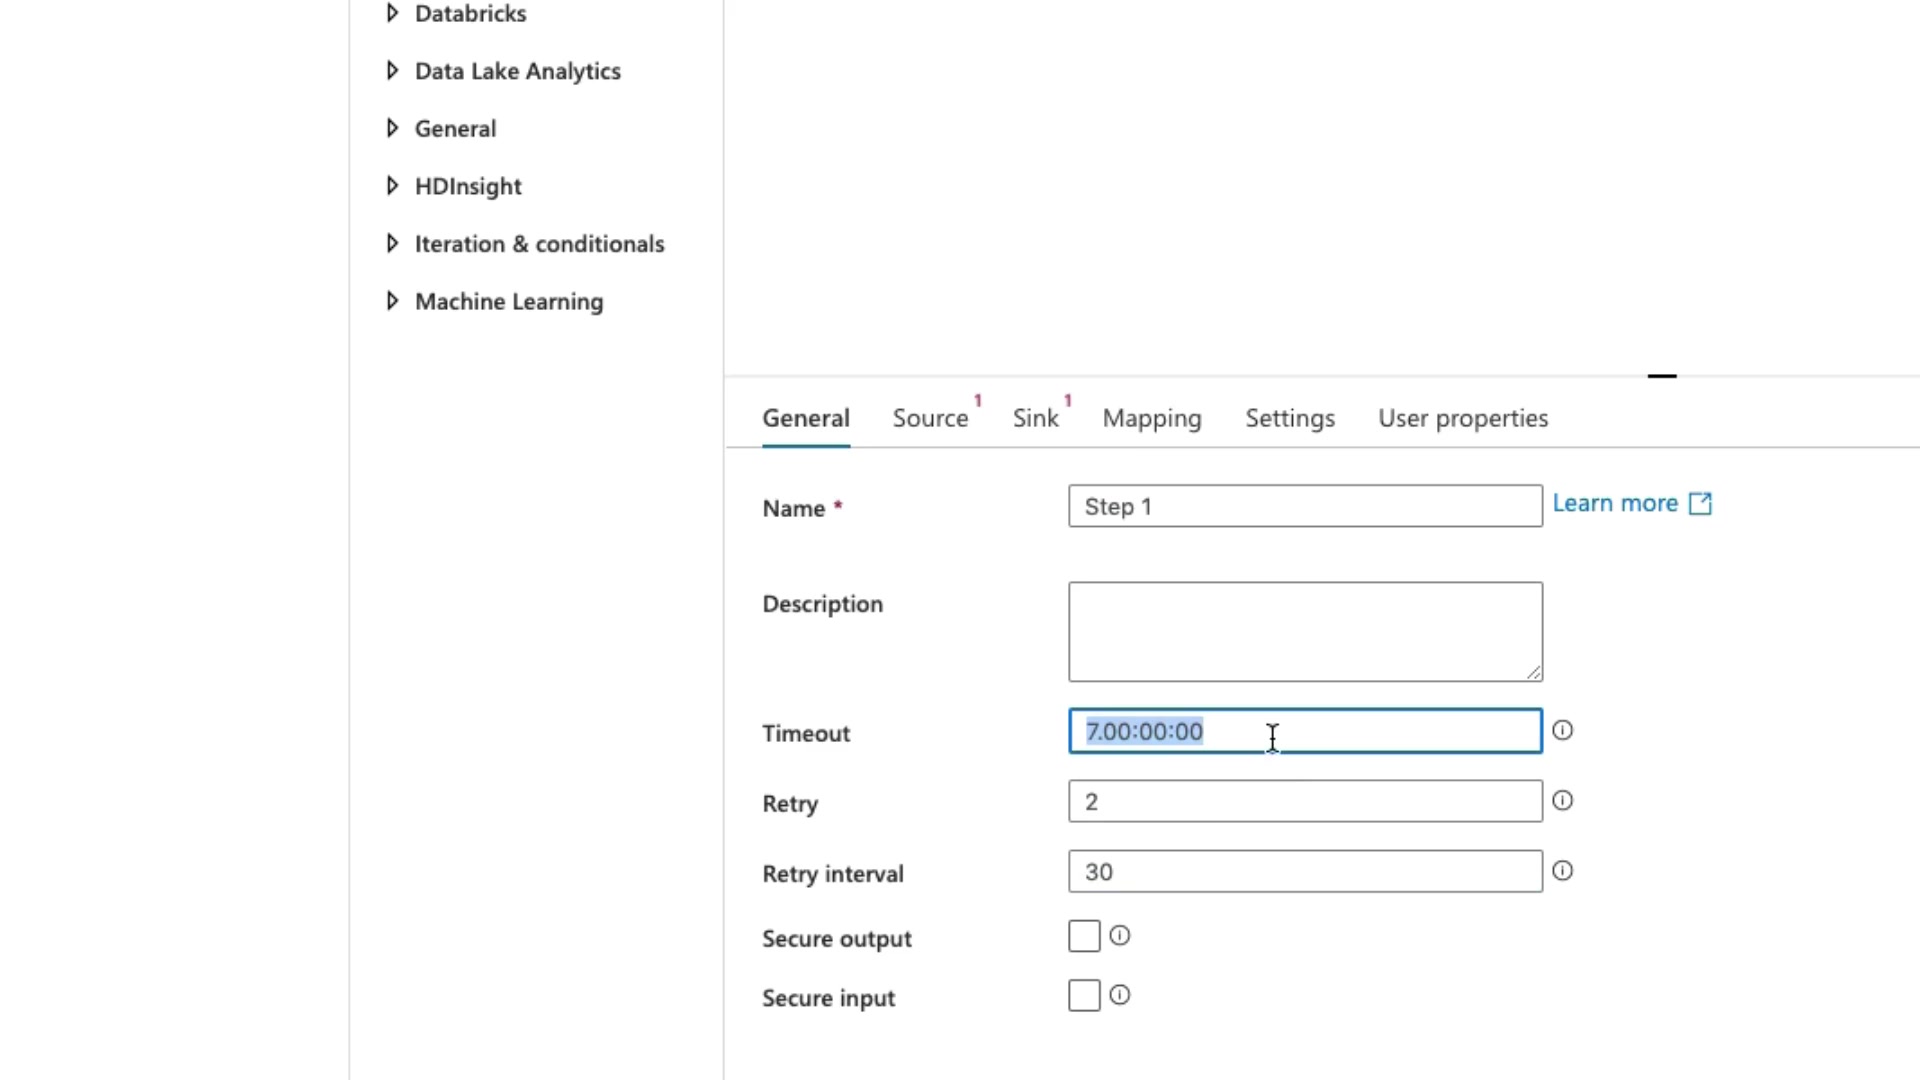 Databricks
Data Lake Analytics
General
HDInsight
Iteration & conditionals
Machine Learning
General Source 1 Sink 1 Mapping Settings User properties
Name * Step 1 Learn more
Description
Timeout 7.00:00:00
Retry 2
Retry interval 30
Secure output
Secure input